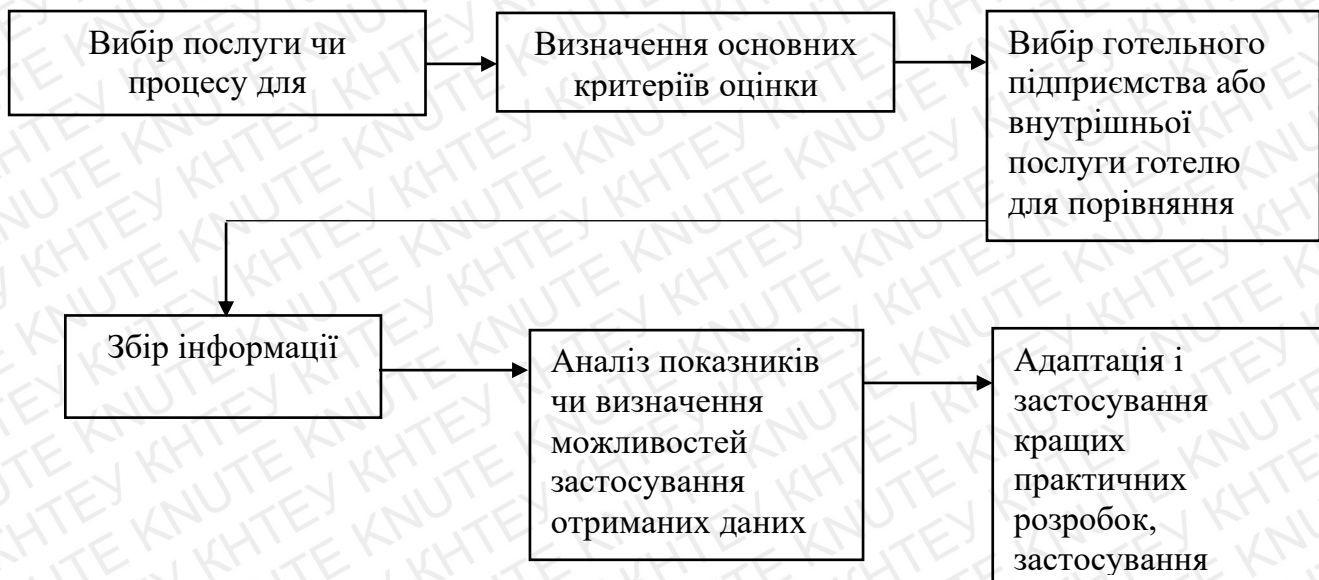 Вибір послуги чи
процесу для
Визначення основних
критеріїв оцінки
Вибір готельного
підприємства або
внутрішньої
послуги готелю
для порівняння
Збір інформації
Аналіз показників
чи визначення
можливостей
застосування
отриманих даних
Адаптація і
застосування
кращих
практичних
розробок,
застосування